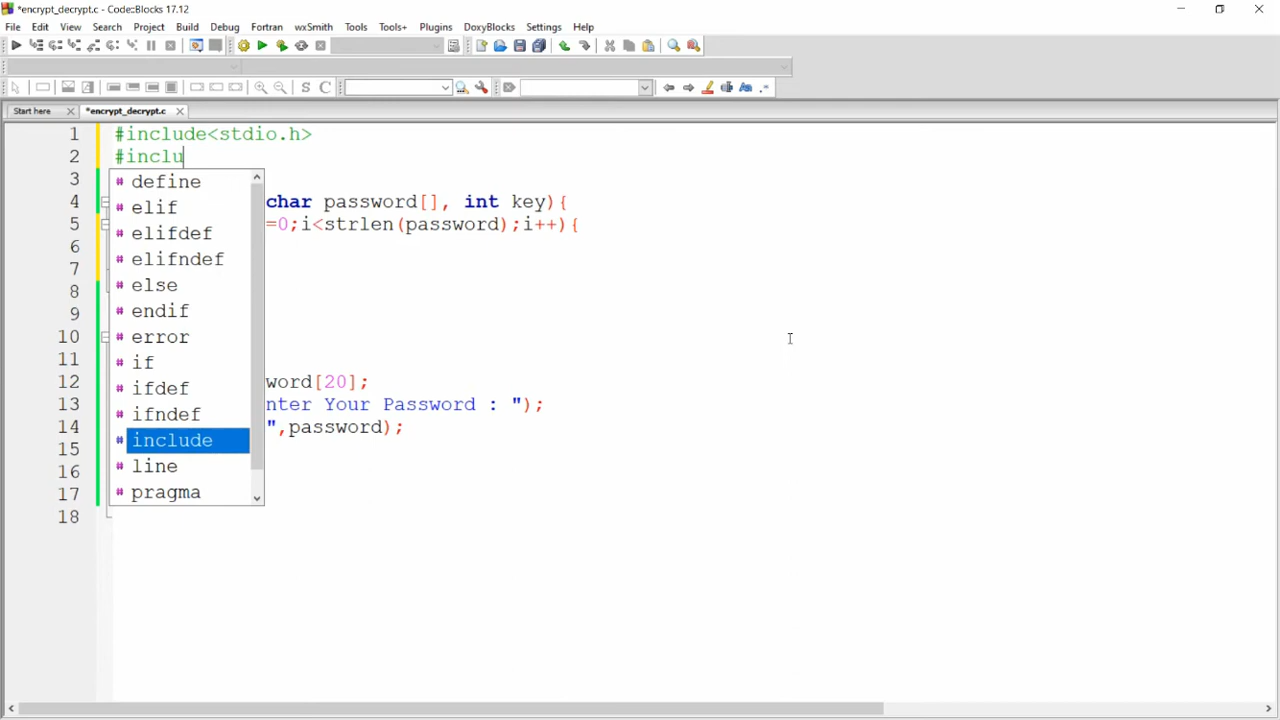 *encrypt_decrypt.c - Code::Blocks 17.12
File Edit View Search Project Build Debug Fortran wxSmith Tools Tools+ Plugins DoxyBlocks Settings Help
S C
Start here *encrypt_decrypt.c
1 #include<stdio.h>
2 #inclu
3 define
4 char password[], int key){
elif
5 =0;i<strlen(password);i++){
elifdef
6
elifndef
7
else
8
endif
9
error
10
if
11
ifdef
12 word[20];
ifndef
13 nter Your Password : ");
14 ",password);
include
15
line
16
pragma
17
18